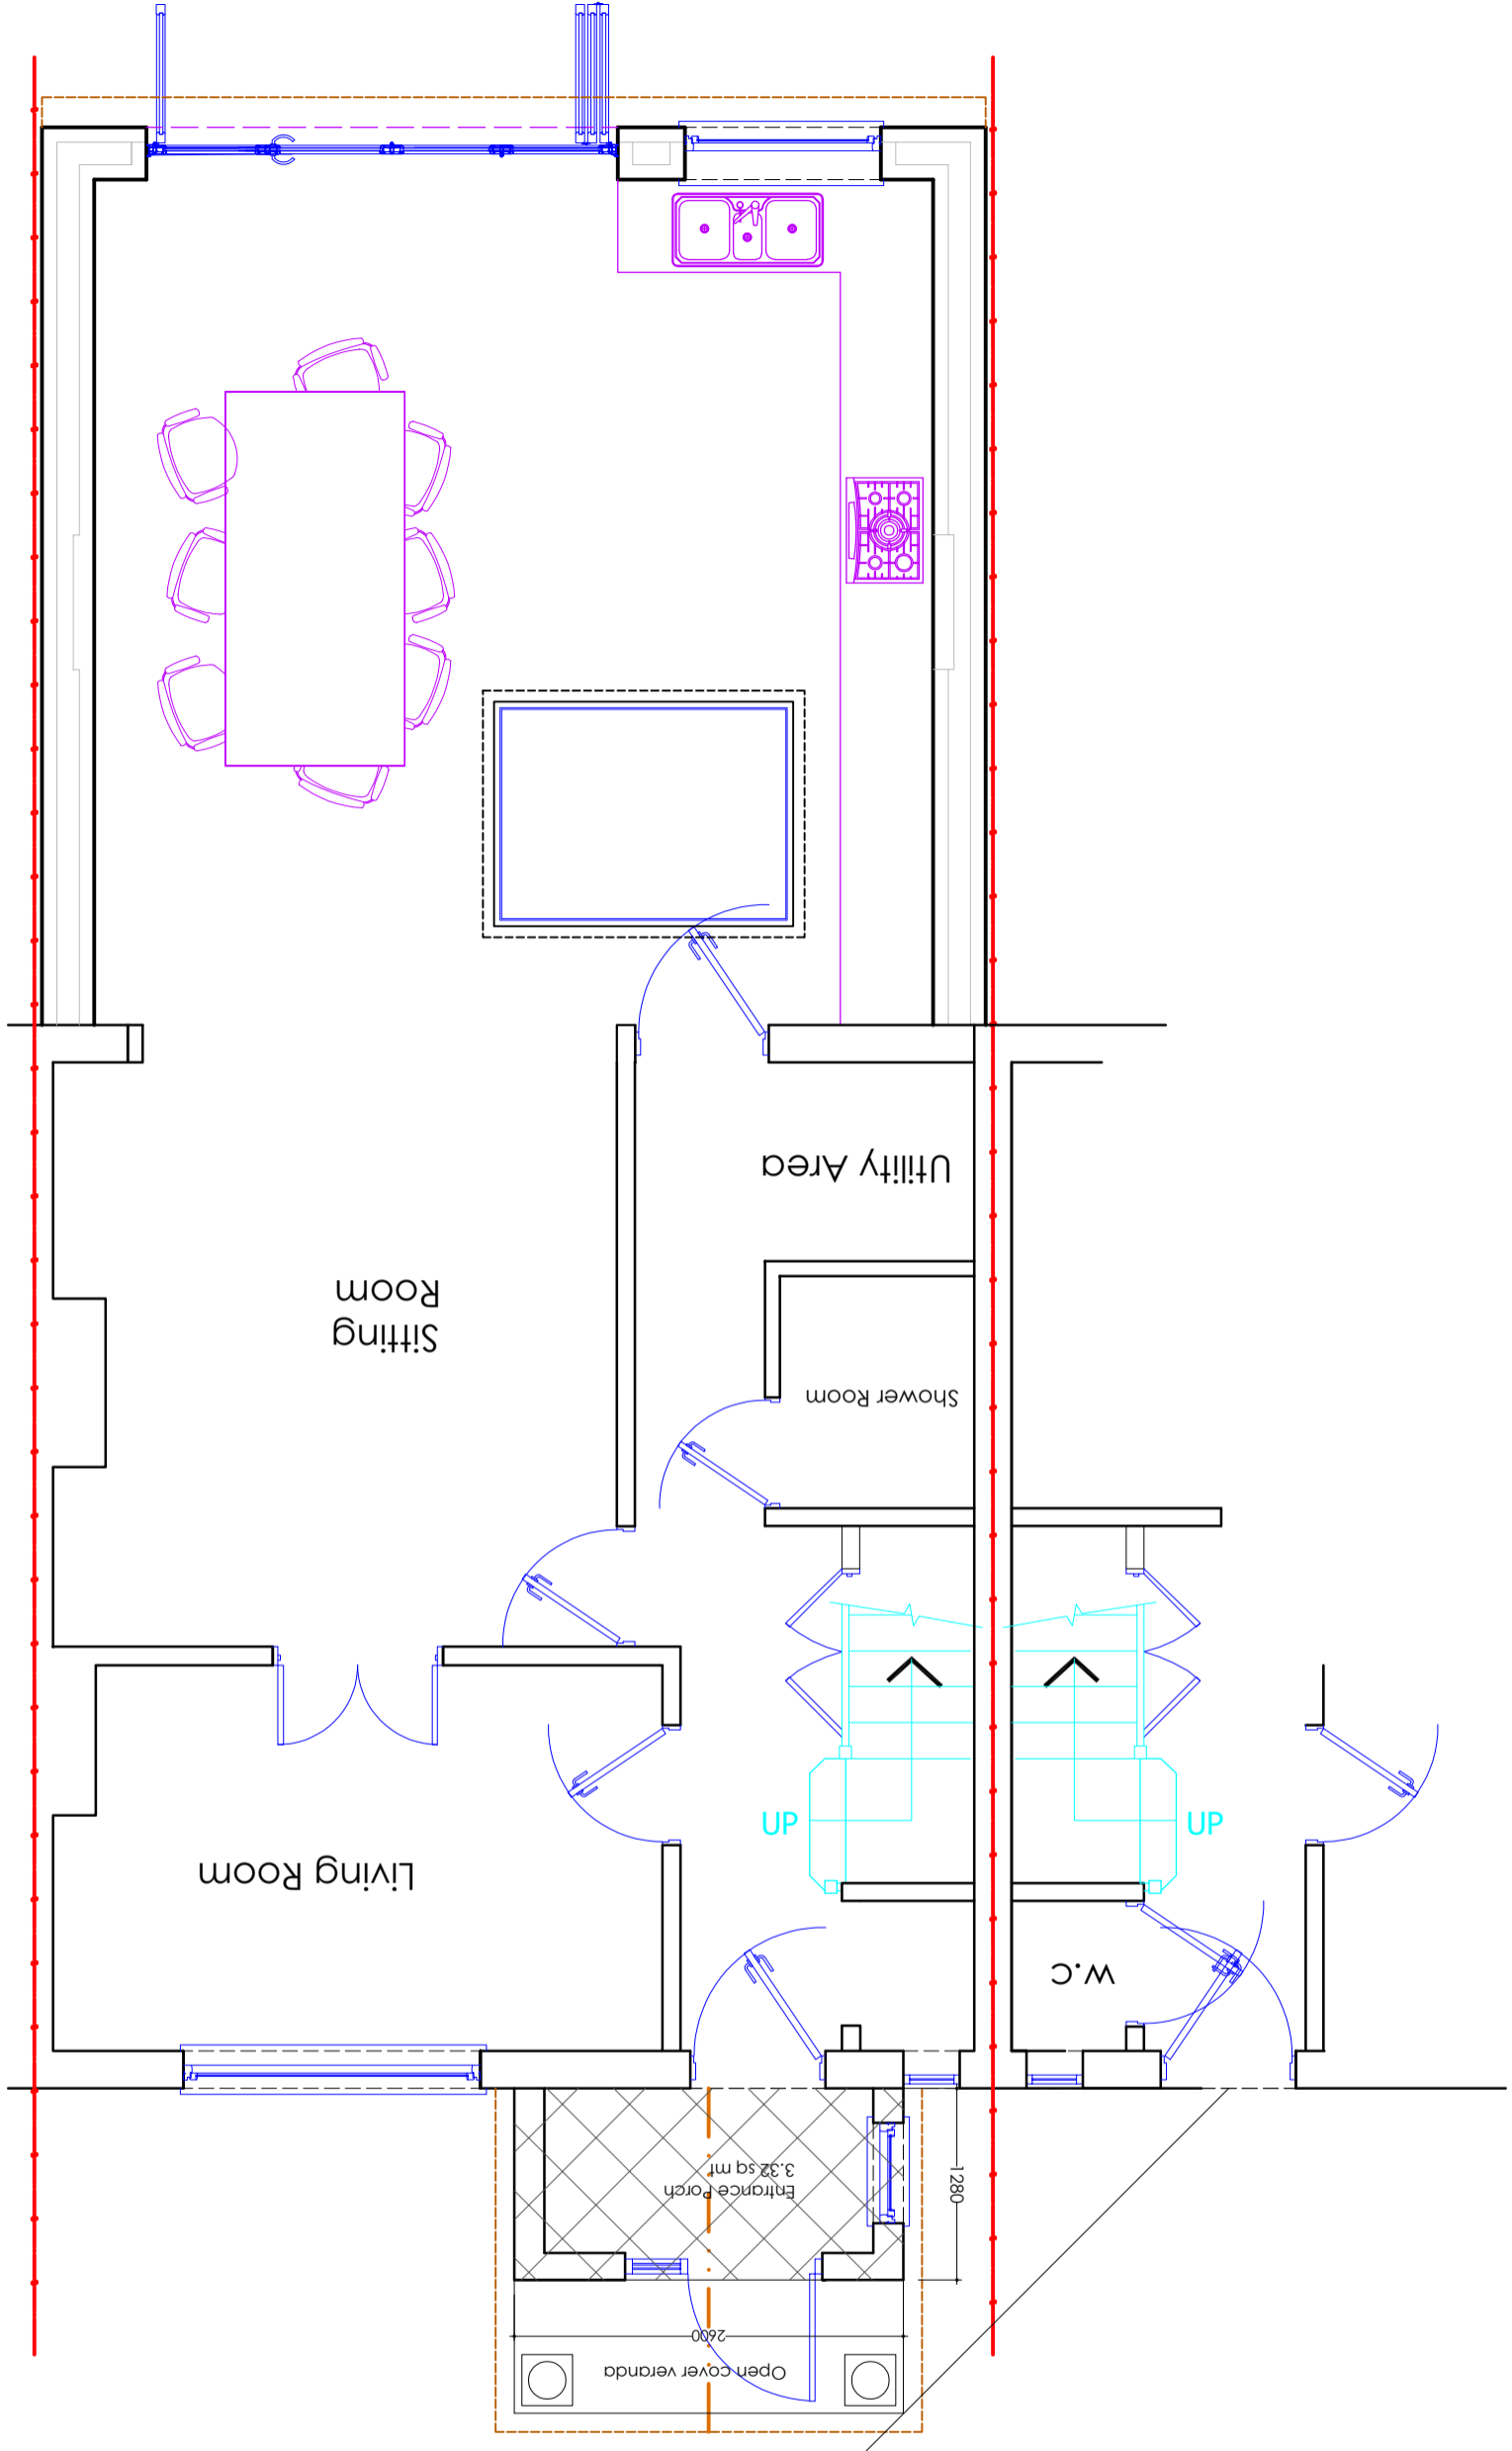 Utility Area
Sitting
Room
Shower Room
UP
UP
Living Room
W.C
Entrance Porch
3.32 sq mt
1280
2600
Open cover veranda